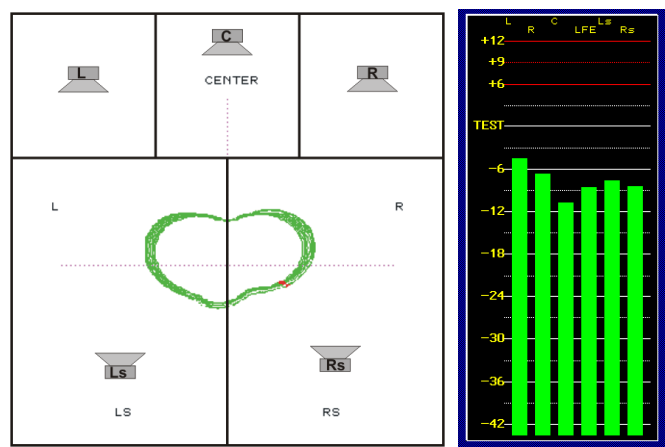 C
L
R
CENTER
L
R
Ls
Rs
LS
RS
L C Ls
R LFE Rs
+12
+9
+6
TEST
-6
-12
-18
-24
-30
-36
-42